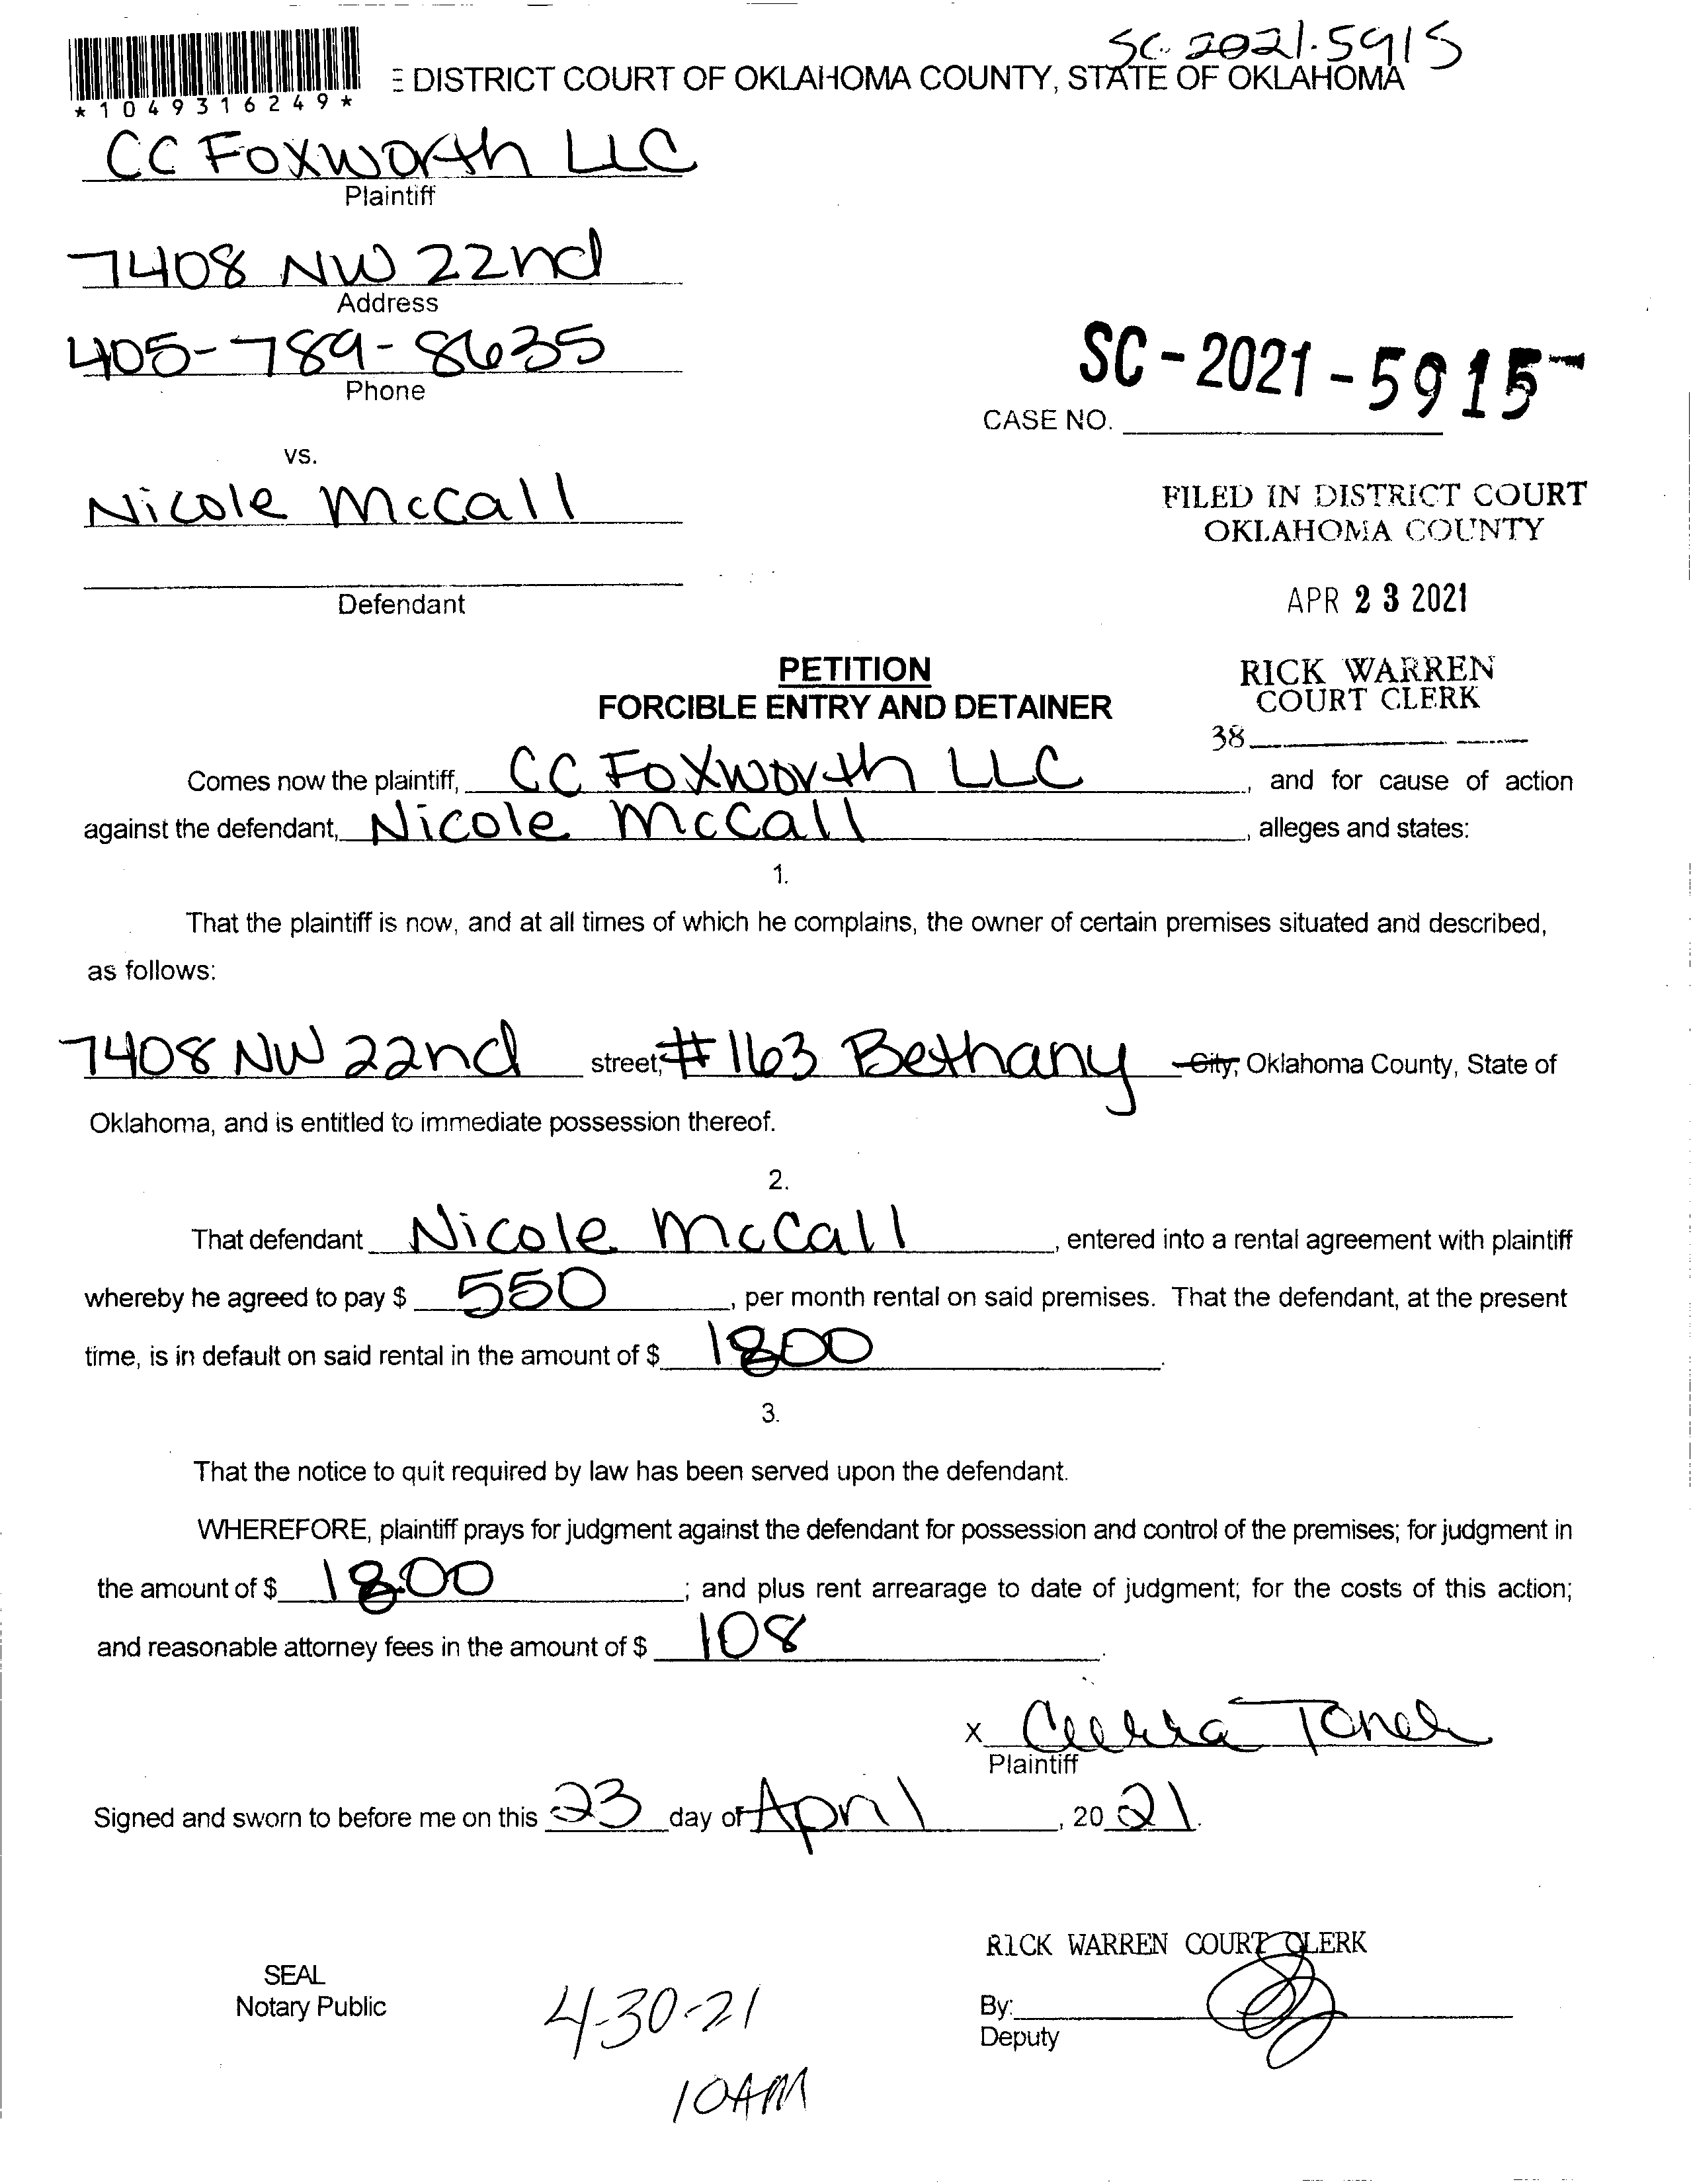 SC-2021-5915
E DISTRICT COURT OF OKLAHOMA COUNTY, STATE OF OKLAHOMA
*1049316249*
CC Foxworth LLC
Plaintiff
7408 NW 22nd
Address
405-789-8635
Phone
SC-2021-5915
CASE NO.
vs.
Nicole McCall
Defendant
FILED IN DISTRICT COURT
OKLAHOMA COUNTY
APR 23 2021
RICK WARREN
COURT CLERK
38
PETITION
FORCIBLE ENTRY AND DETAINER
Comes now the plaintiff, CC Foxworth LLC, and for cause of action
against the defendant, Nicole McCall, alleges and states:
1.
That the plaintiff is now, and at all times of which he complains, the owner of certain premises situated and described,
as follows:
7408 NW 22nd street, #163 Bethany City, Oklahoma County, State of
Oklahoma, and is entitled to immediate possession thereof.
2.
That defendant Nicole McCall, entered into a rental agreement with plaintiff
whereby he agreed to pay $ 550, per month rental on said premises. That the defendant, at the present
time, is in default on said rental in the amount of $ 1800.
3.
That the notice to quit required by law has been served upon the defendant.
WHEREFORE, plaintiff prays for judgment against the defendant for possession and control of the premises; for judgment in
the amount of $ 1800; and plus rent arrearage to date of judgment; for the costs of this action;
and reasonable attorney fees in the amount of $ 108.
X
Plaintiff
Signed and sworn to before me on this 23 day of April, 2021.
RICK WARREN COURT CLERK
SEAL
Notary Public
By:
Deputy
4-30-21
10AM